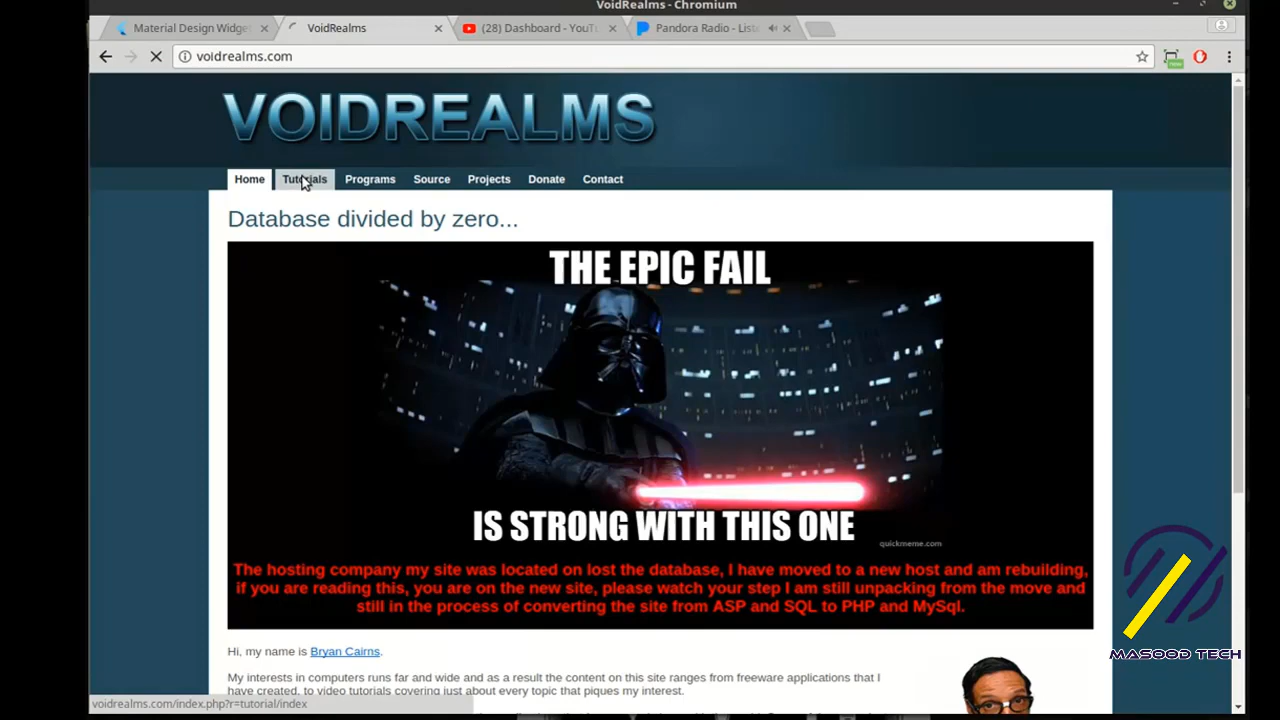 VoidRealms - Chromium
Material Design Widge
VoidRealms
(28) Dashboard - YouTu
Pandora Radio - List
voidrealms.com
VOIDREALMS
Home Tutorials Programs Source Projects Donate Contact
Database divided by zero...
THE EPIC FAIL
IS STRONG WITH THIS ONE
quickmeme.com
The hosting company my site was located on lost the database, I have moved to a new host and am rebuilding,
if you are reading this, you are on the new site, please watch your step I am still unpacking from the move and
still in the process of converting the site from ASP and SQL to PHP and MySql.
Hi, my name is Bryan Cairns.
My interests in computers runs far and wide and as a result the content on this site ranges from freeware applications that I
have created, to video tutorials covering just about every topic that piques my interest.
voidrealms.com/index.php?r=tutorial/index
MASOOD TECH